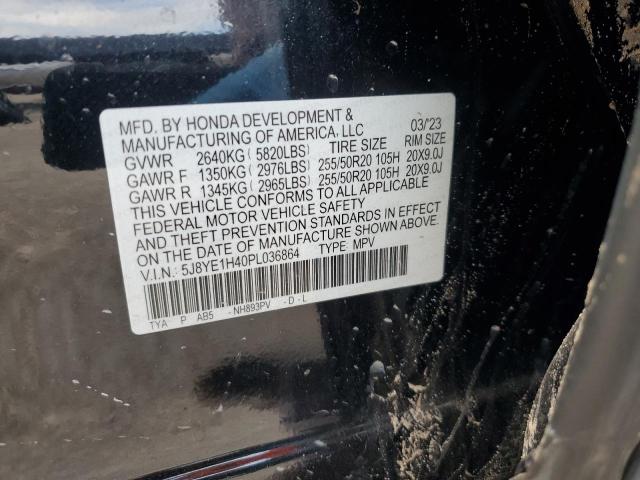 MFD. BY HONDA DEVELOPMENT &
MANUFACTURING OF AMERICA, LLC 03/'23
GVWR 2640KG (5820LBS) TIRE SIZE RIM SIZE
GAWR F 1350KG (2976LBS) 255/50R20 105H 20X9.0J
GAWR R 1345KG (2965LBS) 255/50R20 105H 20X9.0J
THIS VEHICLE CONFORMS TO ALL APPLICABLE
FEDERAL MOTOR VEHICLE SAFETY
AND THEFT PREVENTION STANDARDS IN EFFECT
ON THE DATE OF MANUFACTURE SHOWN ABOVE.
V.I.N.: 5J8YE1H40PL036864 TYPE: MPV
TYA P AB5 -NH893PV -D-L